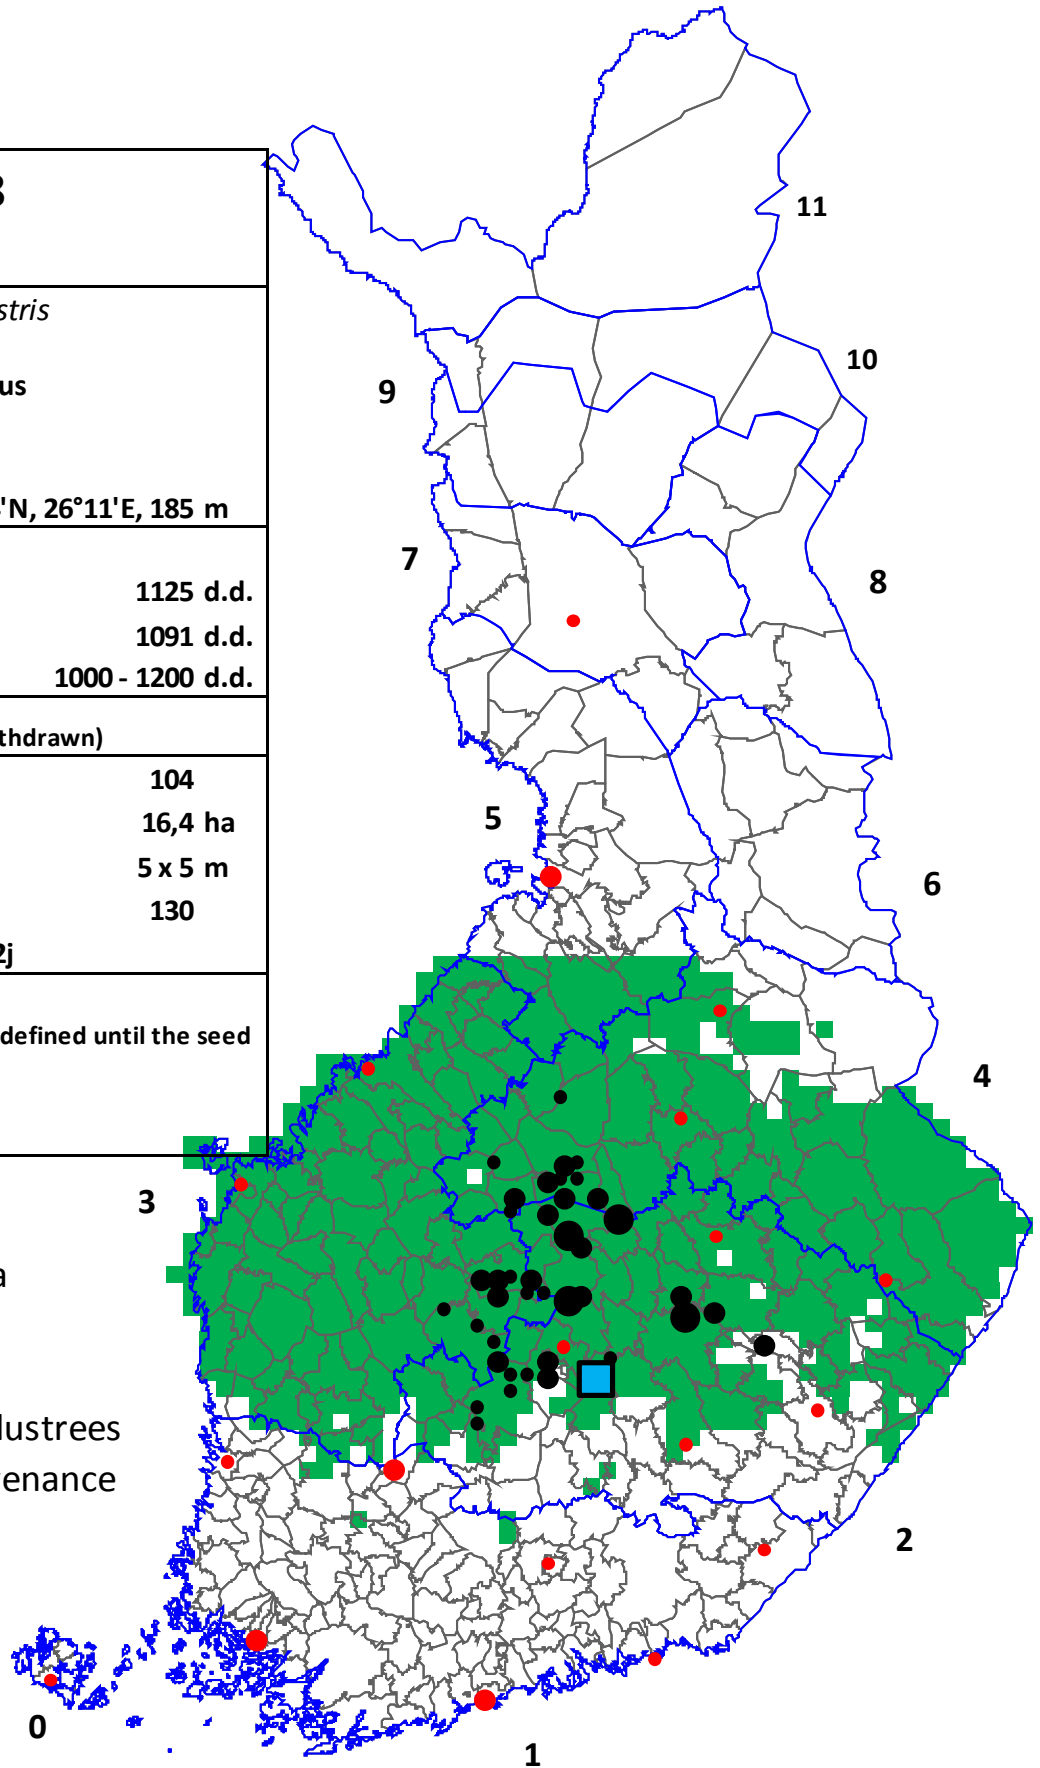 stris
us
'N, 26°11'E, 185 m
1125 d.d.
1091 d.d.
1000 - 1200 d.d.
thdrawn)
104
16,4 ha
5 x 5 m
130
2j
defined until the seed
a
lustrees
venance
11
10
9
7
8
5
6
4
3
2
0
1